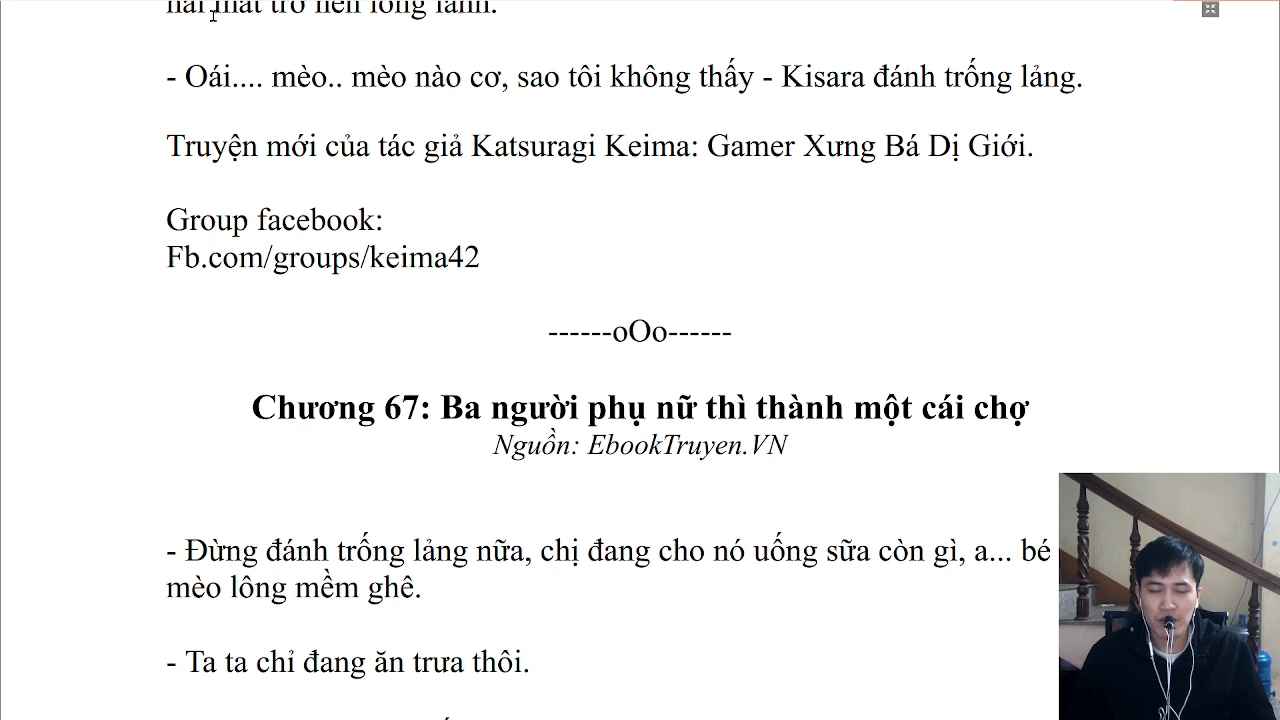 - Oái.... mèo.. mèo nào cơ, sao tôi không thấy - Kisara đánh trống lảng.
Truyện mới của tác giả Katsuragi Keima: Gamer Xưng Bá Dị Giới.
Group facebook:
Fb.com/groups/keima42
------oOo------
Chương 67: Ba người phụ nữ thì thành một cái chợ
Nguồn: EbookTruyen.VN
- Đừng đánh trống lảng nữa, chị đang cho nó uống sữa còn gì, a... bé
mèo lông mềm ghê.
- Ta ta chỉ đang ăn trưa thôi.